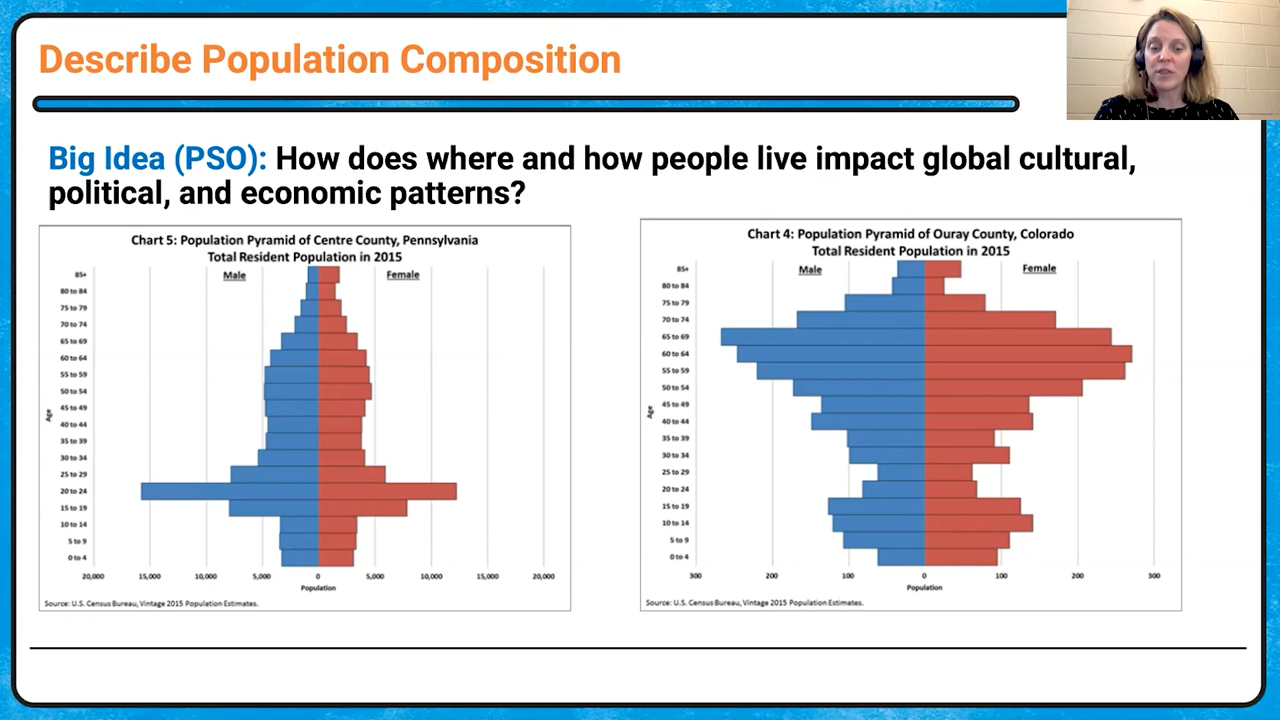 Describe Population Composition
Big Idea (PSO): How does where and how people live impact global cultural,
political, and economic patterns?
Chart 5: Population Pyramid of Centre County, Pennsylvania
Total Resident Population in 2015
Male
Female
85+
80 to 84
75 to 79
70 to 74
65 to 69
60 to 64
55 to 59
50 to 54
45 to 49
40 to 44
35 to 39
30 to 34
25 to 29
20 to 24
15 to 19
10 to 14
5 to 9
0 to 4
Age
20,000 15,000 10,000 5,000 0 5,000 10,000 15,000 20,000
Population
Source: U.S. Census Bureau, Vintage 2015 Population Estimates.
Chart 4: Population Pyramid of Ouray County, Colorado
Total Resident Population in 2015
Male
Female
85+
80 to 84
75 to 79
70 to 74
65 to 69
60 to 64
55 to 59
50 to 54
45 to 49
40 to 44
35 to 39
30 to 34
25 to 29
20 to 24
15 to 19
10 to 14
5 to 9
0 to 4
Age
300 200 100 0 100 200 300
Population
Source: U.S. Census Bureau, Vintage 2015 Population Estimates.